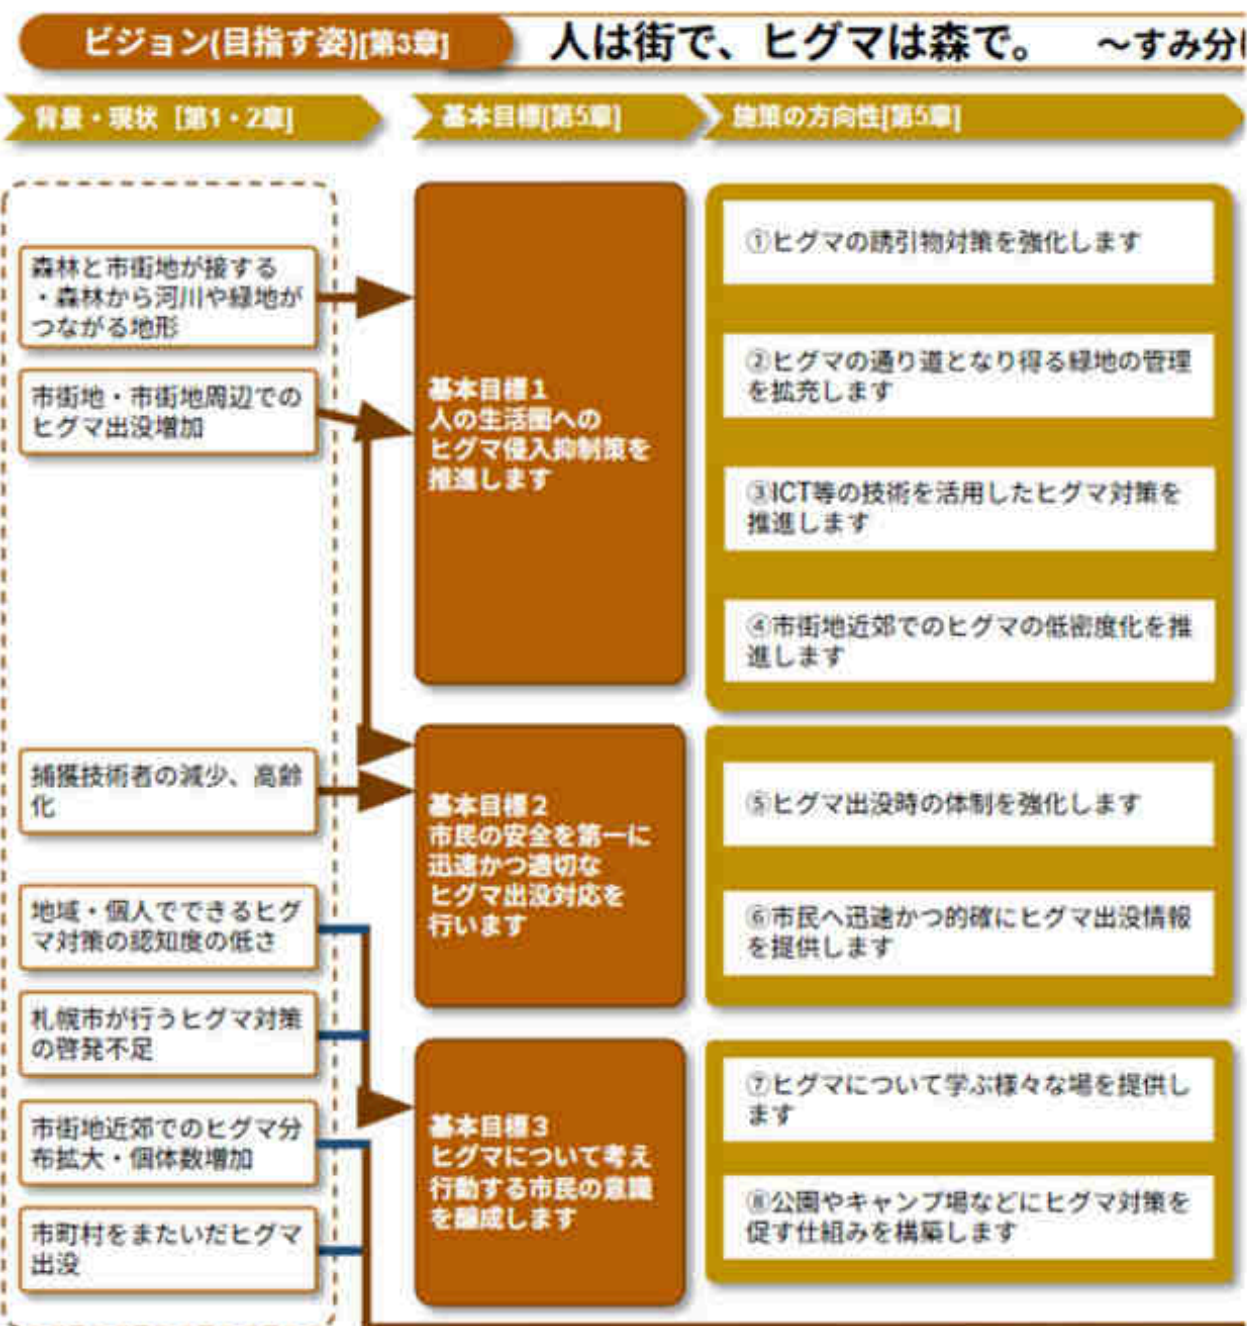 ビジョン(目指す姿)[第3章]
人は街で、ヒグマは森で。 ～すみ分
背景・現状 [第1・2章]
基本目標[第5章]
施策の方向性[第5章]
森林と市街地が接する
・森林から河川や緑地が
つながる地形
市街地・市街地周辺での
ヒグマ出没増加
捕獲技術者の減少、高齢
化
地域・個人でできるヒグ
マ対策の認知度の低さ
札幌市が行うヒグマ対策
の啓発不足
市街地近郊でのヒグマ分
布拡大・個体数増加
市町村をまたいだヒグマ
出没
基本目標1
人の生活圏への
ヒグマ侵入抑制策を
推進します
①ヒグマの誘引物対策を強化します
②ヒグマの通り道となり得る緑地の管理
を拡充します
③ICT等の技術を活用したヒグマ対策を
推進します
④市街地近郊でのヒグマの低密度化を推
進します
基本目標2
市民の安全を第一に
迅速かつ適切な
ヒグマ出没対応を
行います
⑤ヒグマ出没時の体制を強化します
⑥市民へ迅速かつ的確にヒグマ出没情報
を提供します
基本目標3
ヒグマについて考え
行動する市民の意識
を醸成します
⑦ヒグマについて学ぶ様々な場を提供し
ます
⑧公園やキャンプ場などにヒグマ対策を
促す仕組みを構築します